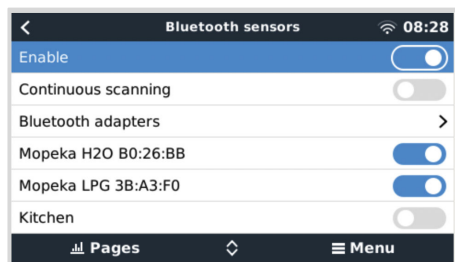 Bluetooth sensors 08:28
Enable
Continuous scanning
Bluetooth adapters
Mopeka H2O B0:26:BB
Mopeka LPG 3B:A3:F0
Kitchen
Pages Menu